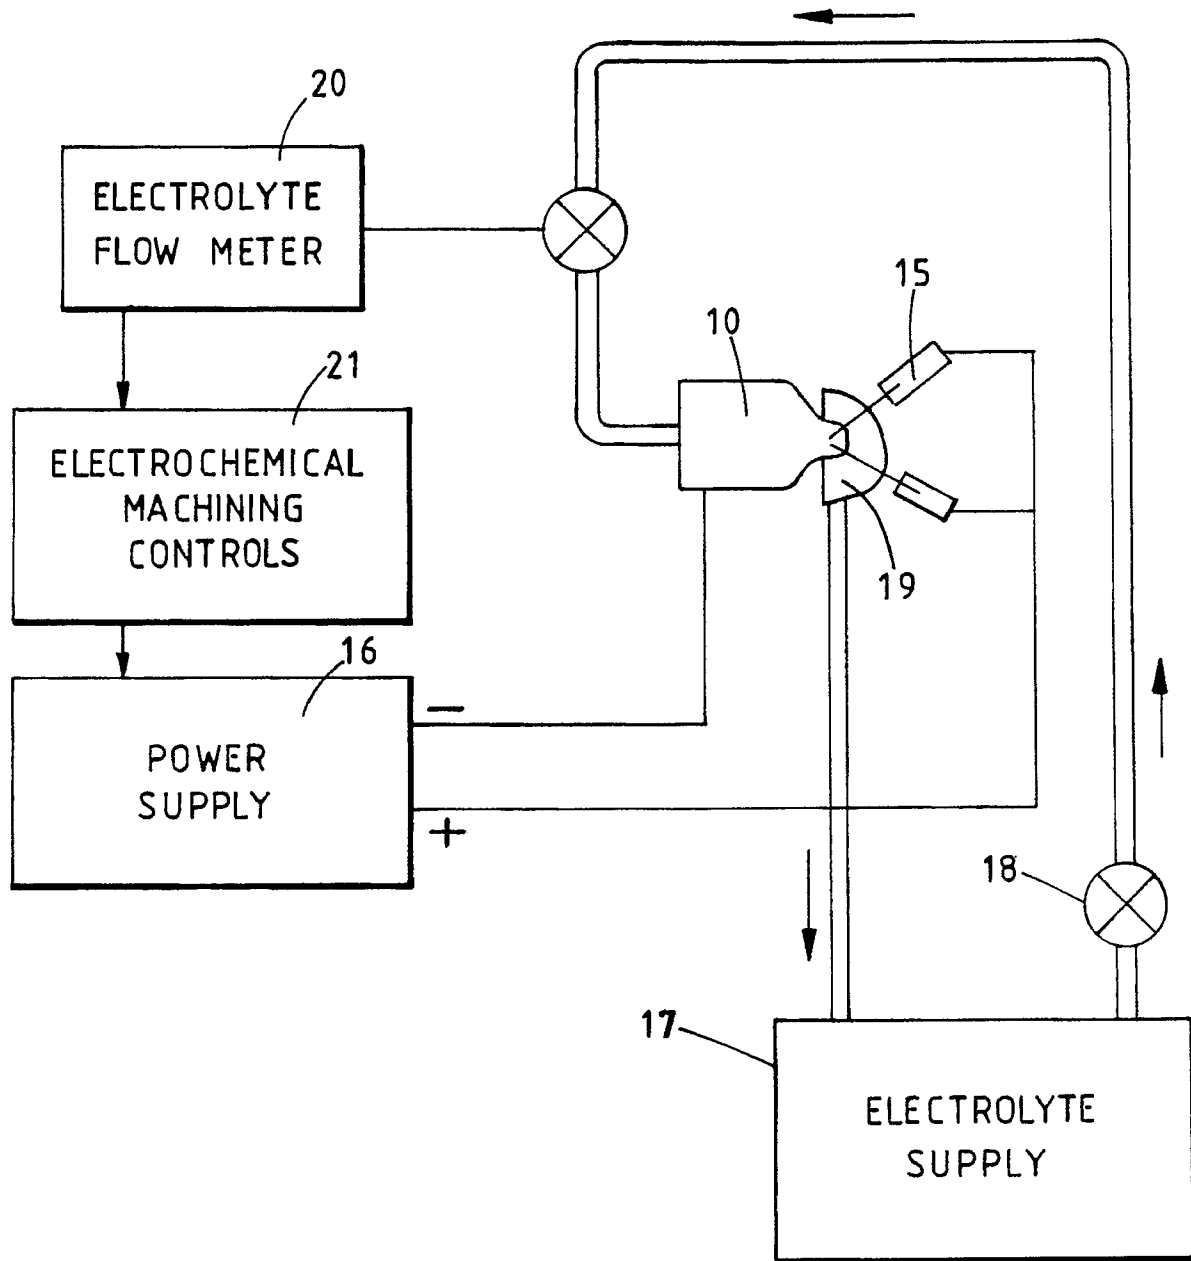 20
ELECTROLYTE
FLOW METER
15
10
21
ELECTROCHEMICAL
MACHINING
CONTROLS
19
16
−
POWER
SUPPLY
+
18
17
ELECTROLYTE
SUPPLY